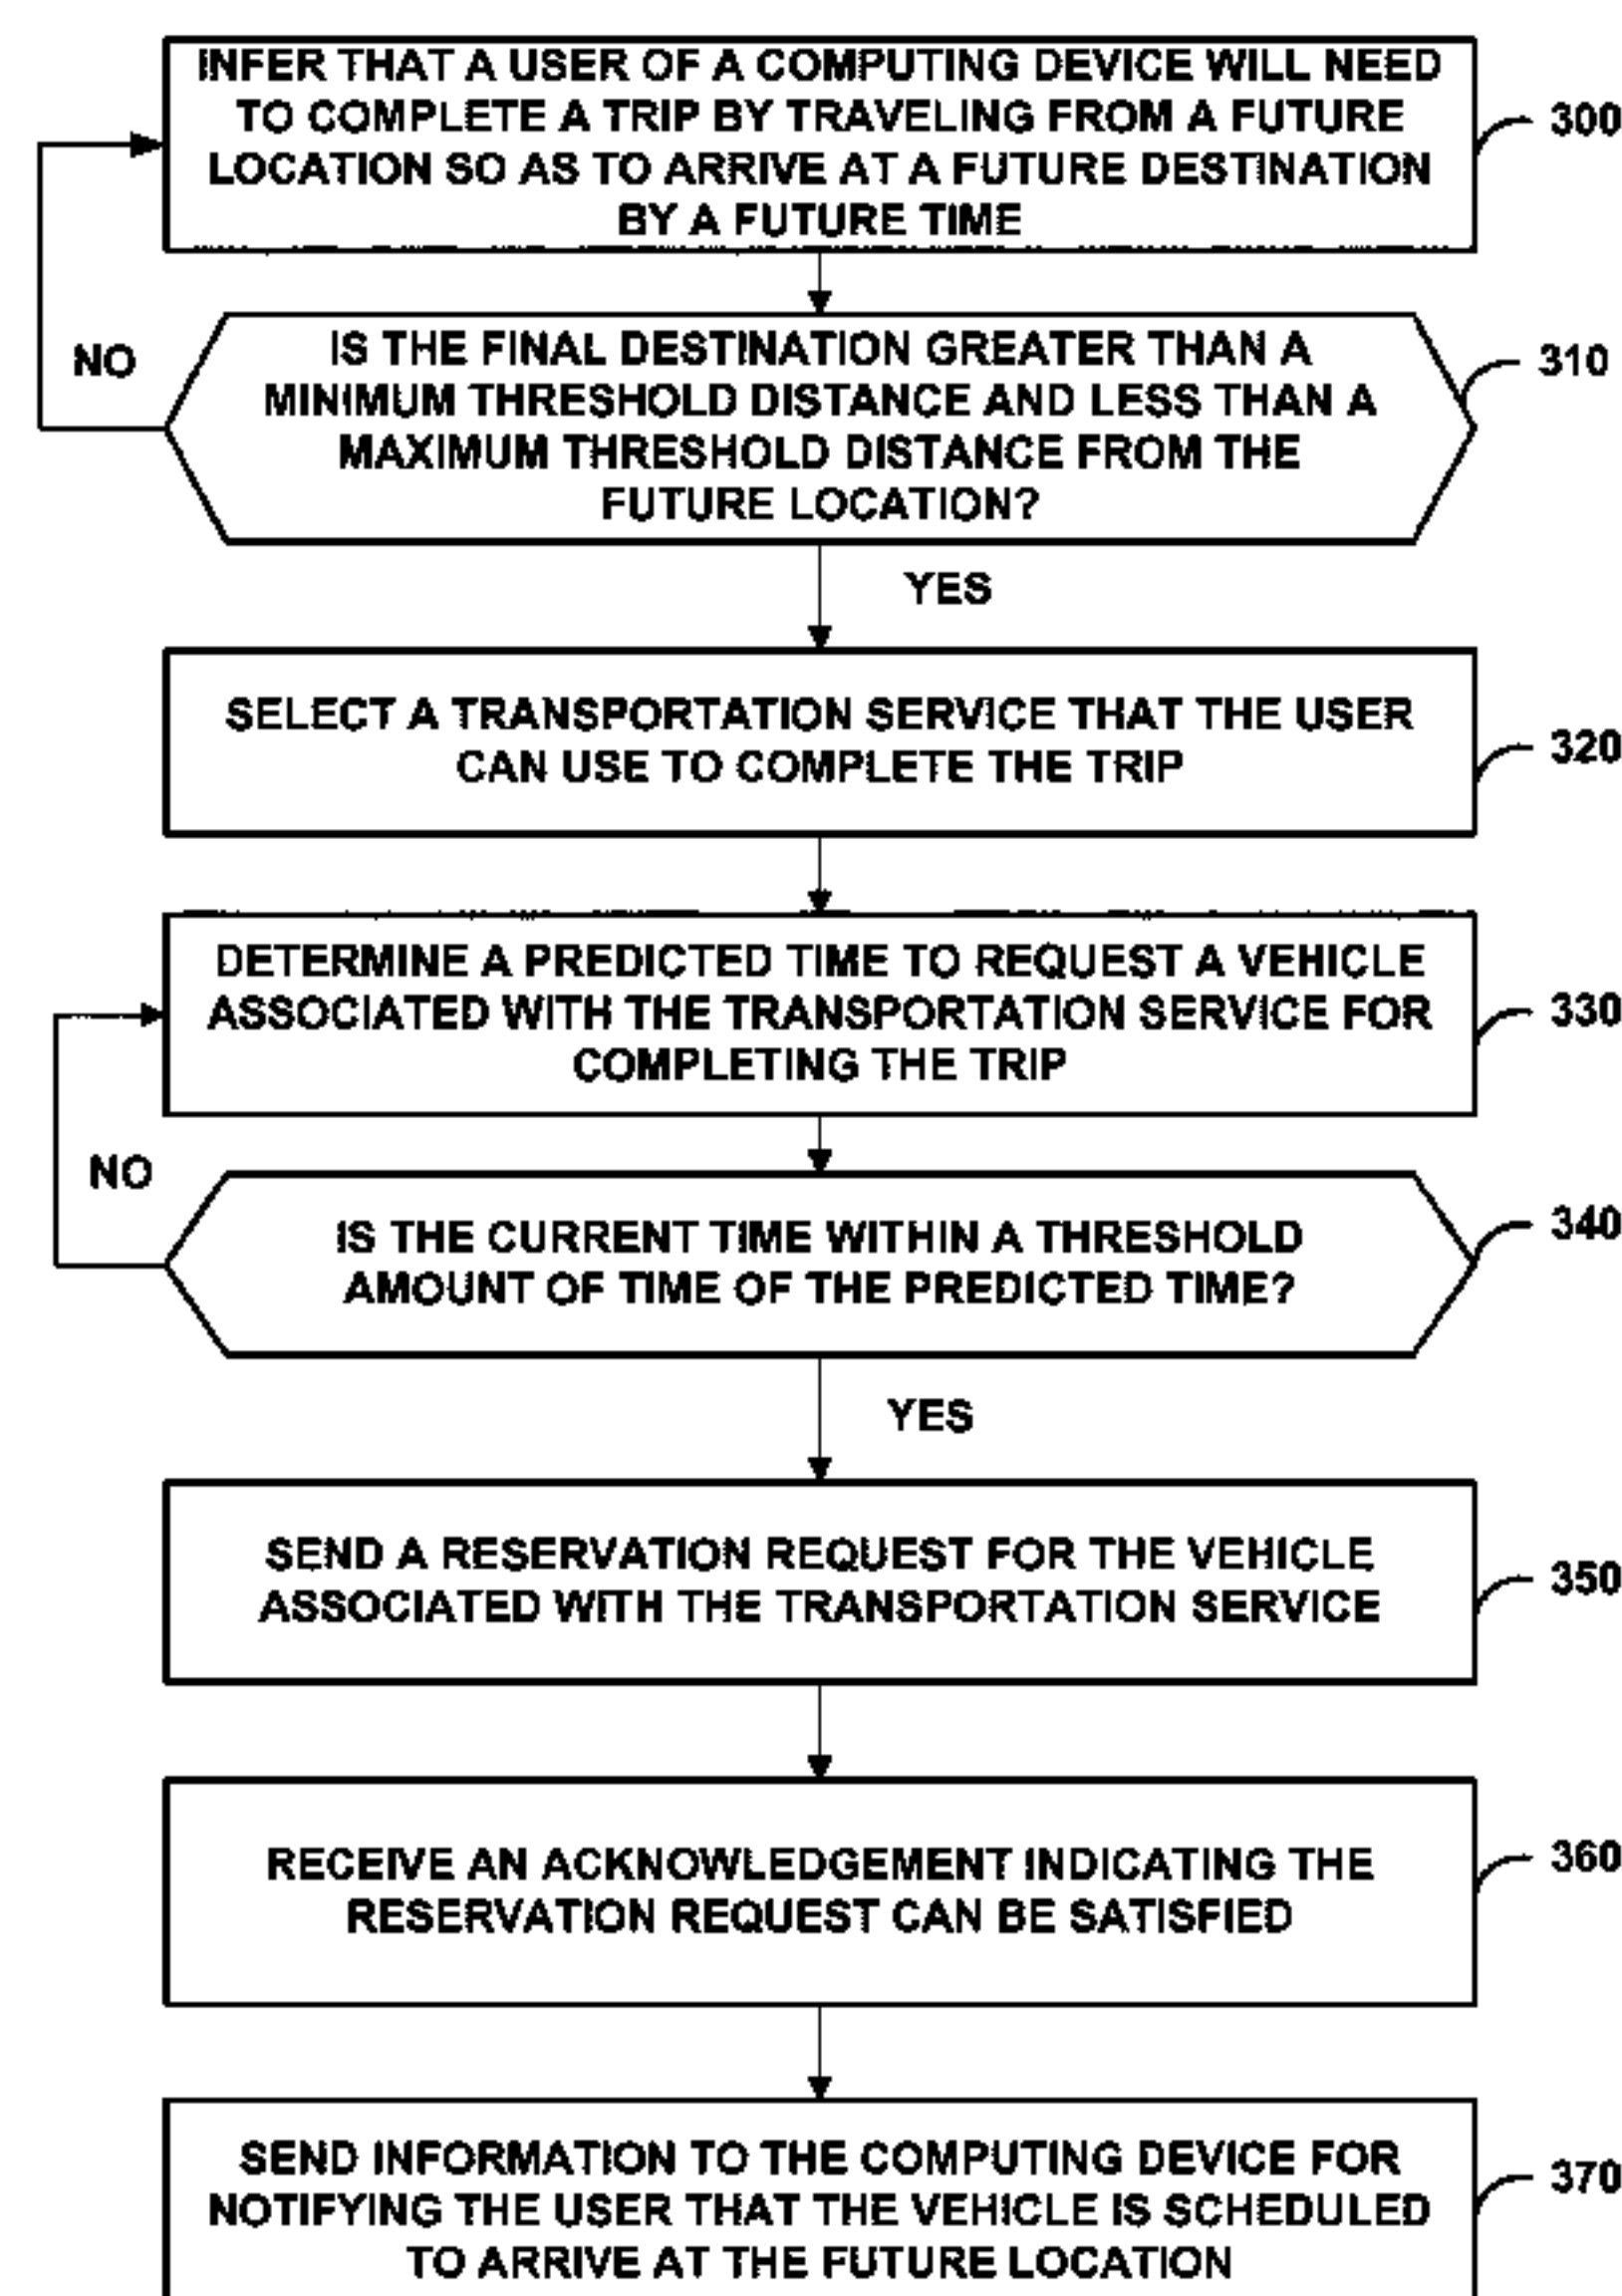 INFER THAT A USER OF A COMPUTING DEVICE WILL NEED
TO COMPLETE A TRIP BY TRAVELING FROM A FUTURE
LOCATION SO AS TO ARRIVE AT A FUTURE DESTINATION
BY A FUTURE TIME
300
NO
IS THE FINAL DESTINATION GREATER THAN A
MINIMUM THRESHOLD DISTANCE AND LESS THAN A
MAXIMUM THRESHOLD DISTANCE FROM THE
FUTURE LOCATION?
310
YES
SELECT A TRANSPORTATION SERVICE THAT THE USER
CAN USE TO COMPLETE THE TRIP
320
DETERMINE A PREDICTED TIME TO REQUEST A VEHICLE
ASSOCIATED WITH THE TRANSPORTATION SERVICE FOR
COMPLETING THE TRIP
330
NO
IS THE CURRENT TIME WITHIN A THRESHOLD
AMOUNT OF TIME OF THE PREDICTED TIME?
340
YES
SEND A RESERVATION REQUEST FOR THE VEHICLE
ASSOCIATED WITH THE TRANSPORTATION SERVICE
350
RECEIVE AN ACKNOWLEDGEMENT INDICATING THE
RESERVATION REQUEST CAN BE SATISFIED
360
SEND INFORMATION TO THE COMPUTING DEVICE FOR
NOTIFYING THE USER THAT THE VEHICLE IS SCHEDULED
TO ARRIVE AT THE FUTURE LOCATION
370